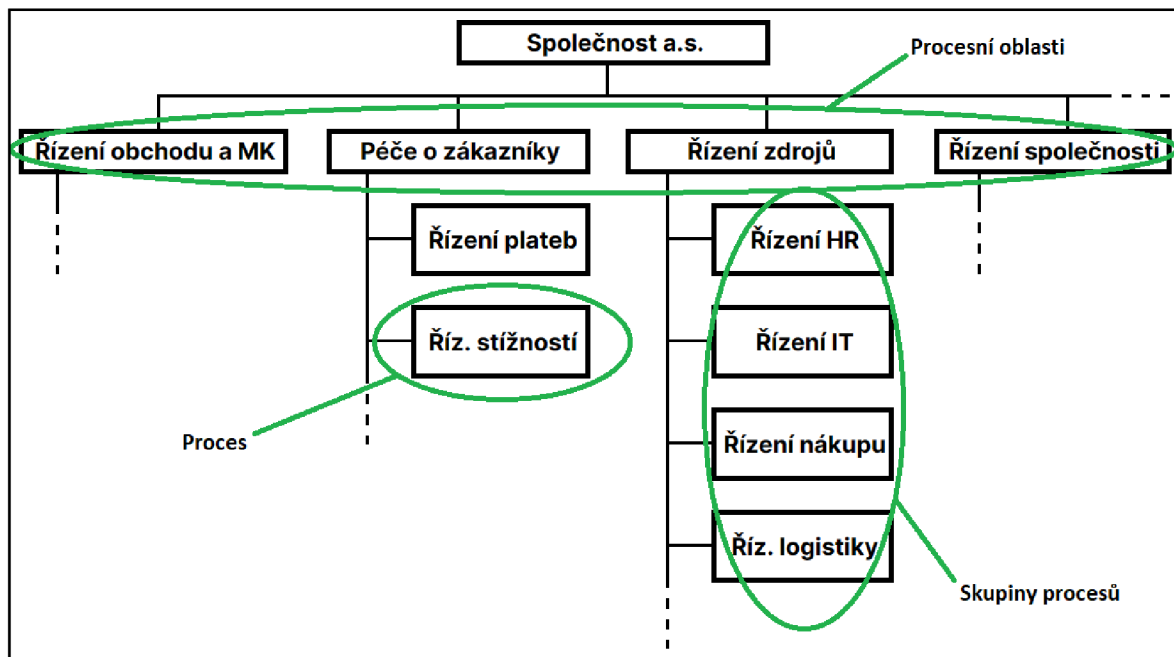 Společnost a.s.
Procesní oblasti
Řízení obchodu a MK
Péče o zákazníky
Řízení zdrojů
Řízení společnosti
Řízení plateb
Řízení HR
Říz. stížností
Řízení IT
Proces
Řízení nákupu
Říz. logistiky
Skupiny procesů